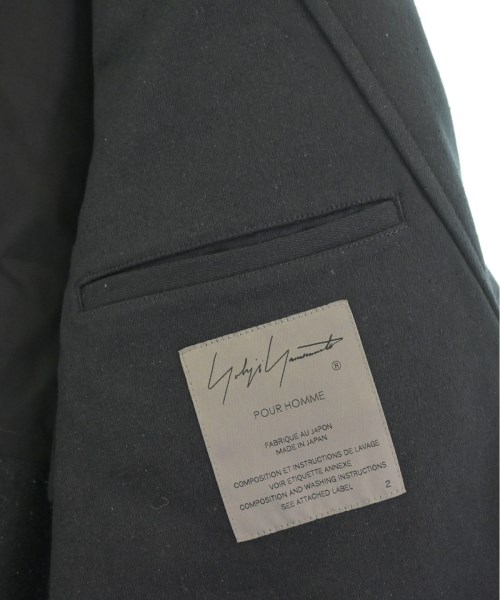 Yohji Yamamoto
®
POUR HOMME
FABRIQUE AU JAPON
MADE IN JAPAN
COMPOSITION ET INSTRUCTIONS DE LAVAGE
VOIR ETIQUETTE ANNEXE
COMPOSITION AND WASHING INSTRUCTIONS
SEE ATTACHED LABEL 2